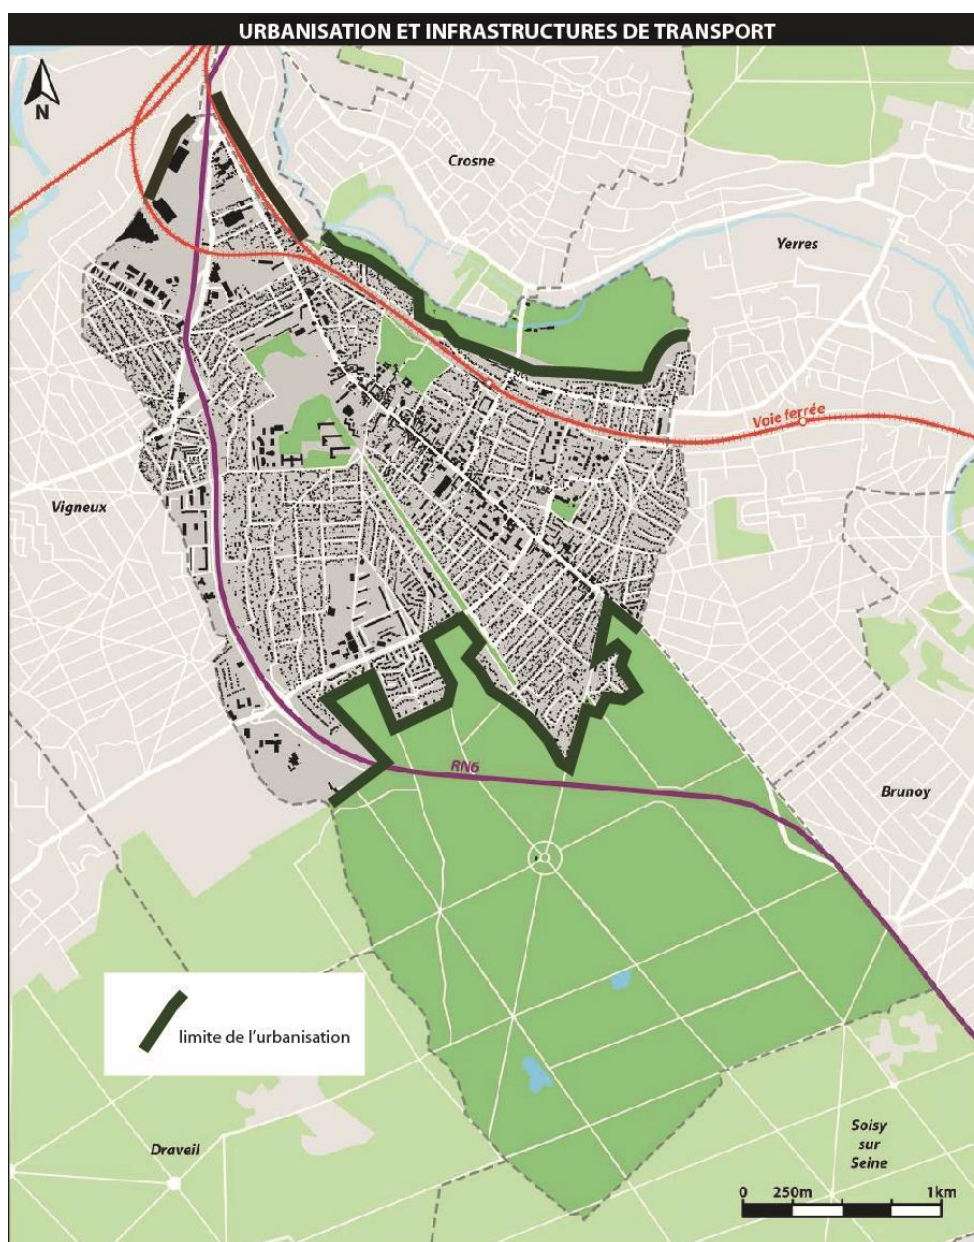 URBANISATION ET INFRASTRUCTURES DE TRANSPORT
N
Crosne
Yerres
Voie ferrée
Vigneux
RN6
Brunoy
limite de l'urbanisation
Draveil
Soisy
sur
Seine
0 250m 1km